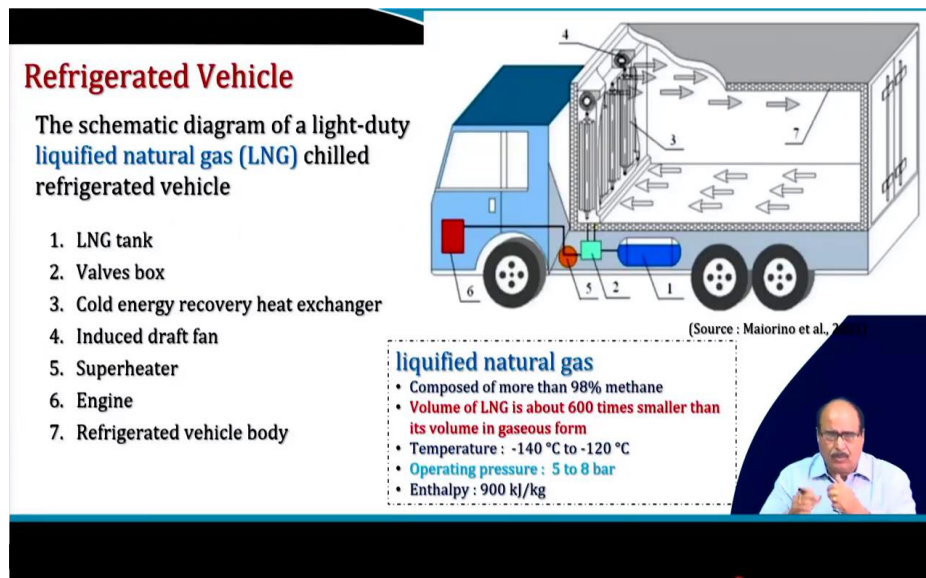 Refrigerated Vehicle
The schematic diagram of a light-duty
liquified natural gas (LNG) chilled
refrigerated vehicle
1. LNG tank
2. Valves box
3. Cold energy recovery heat exchanger
4. Induced draft fan
5. Superheater
6. Engine
7. Refrigerated vehicle body
4
3
7
6
5
2
1
(Source : Maiorino et al.,
liquified natural gas
• Composed of more than 98% methane
• Volume of LNG is about 600 times smaller than
its volume in gaseous form
• Temperature : -140 °C to -120 °C
• Operating pressure : 5 to 8 bar
• Enthalpy : 900 kJ/kg